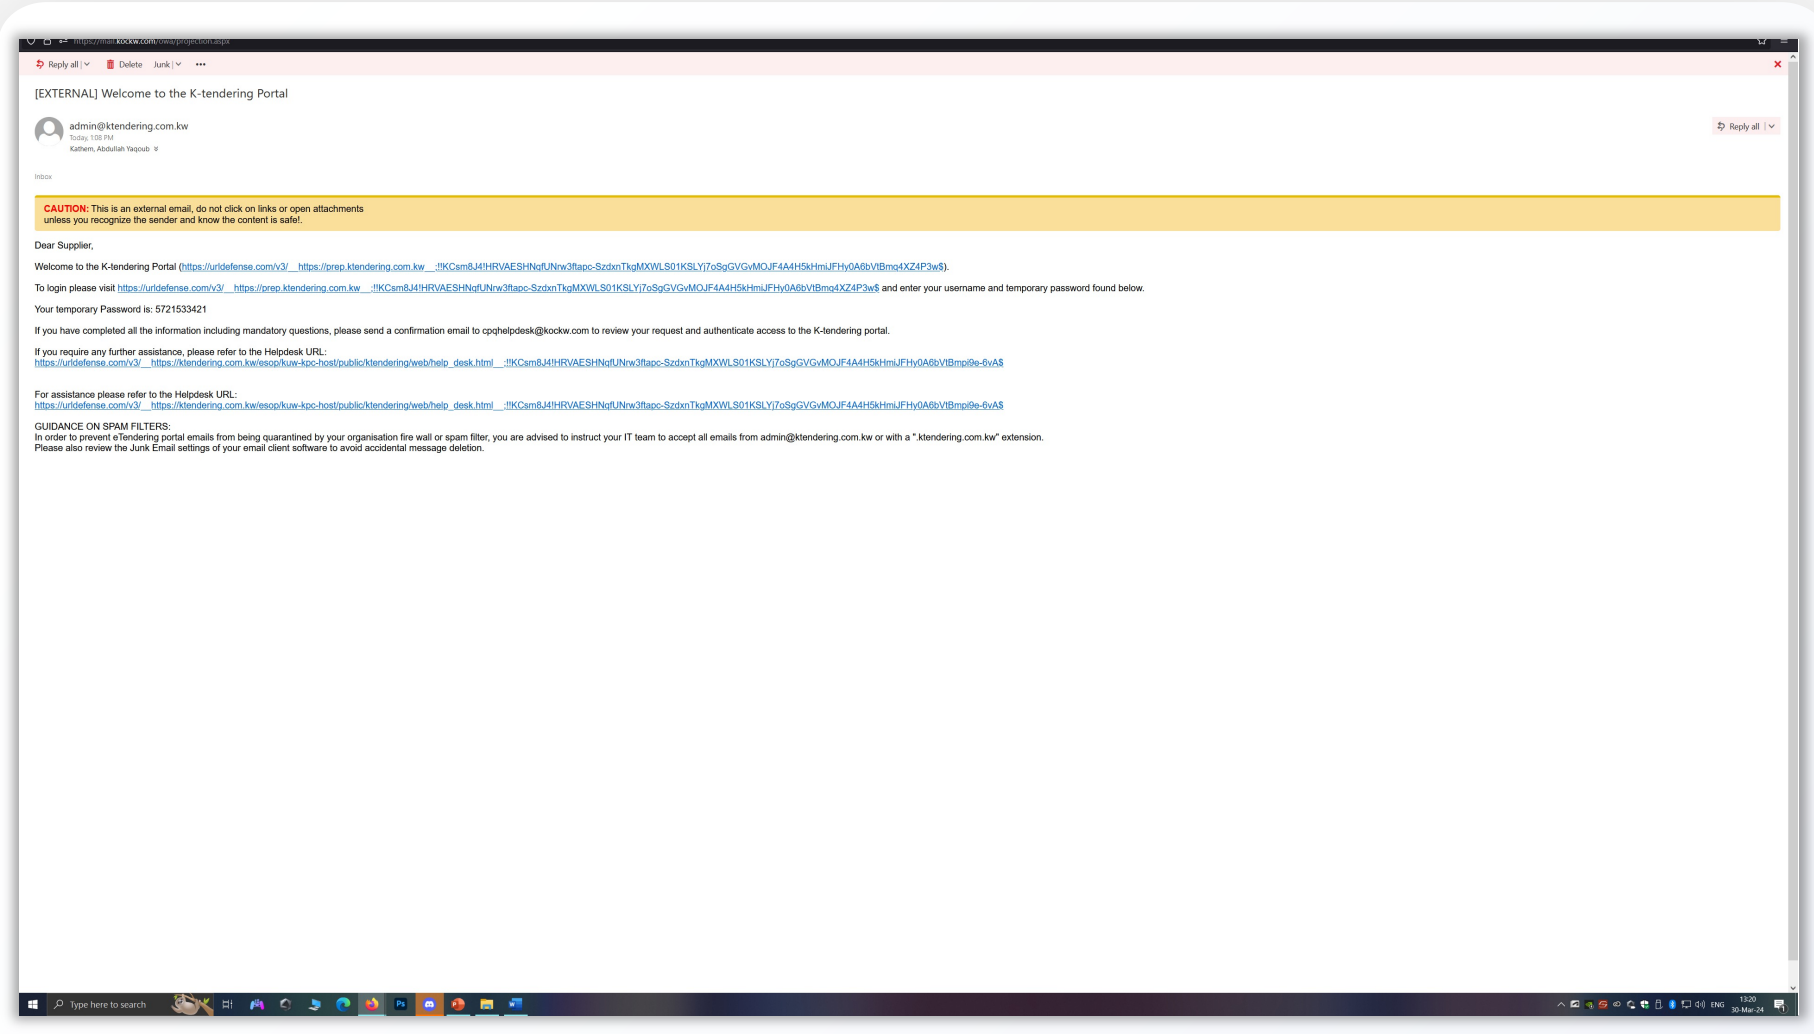 https://mail.kockw.com/owa/projection.aspx
Reply all
Delete
Junk
[EXTERNAL] Welcome to the K-tendering Portal
admin@ktendering.com.kw
Today, 1:08 PM
Kathem, Abdullah Yaqoub
Reply all
Inbox
CAUTION: This is an external email, do not click on links or open attachments
unless you recognize the sender and know the content is safe!.
Dear Supplier,
Welcome to the K-tendering Portal (https://urldefense.com/v3/__https://prep.ktendering.com.kw__;!!KCsm8J4!HRVAESHNqfUNrw3ftapc-SzdxnTkgMXWLS01KSLYj7oSgGVGvMOJF4A4H5kHmiJFHy0A6bVtBmq4XZ4P3w$).
To login please visit https://urldefense.com/v3/__https://prep.ktendering.com.kw__;!!KCsm8J4!HRVAESHNqfUNrw3ftapc-SzdxnTkgMXWLS01KSLYj7oSgGVGvMOJF4A4H5kHmiJFHy0A6bVtBmq4XZ4P3w$ and enter your username and temporary password found below.
Your temporary Password is: 5721533421
If you have completed all the information including mandatory questions, please send a confirmation email to cpqhelpdesk@kockw.com to review your request and authenticate access to the K-tendering portal.
If you require any further assistance, please refer to the Helpdesk URL:
https://urldefense.com/v3/__https://ktendering.com.kw/esop/kuw-kpc-host/public/ktendering/web/help_desk.html__;!!KCsm8J4!HRVAESHNqfUNrw3ftapc-SzdxnTkgMXWLS01KSLYj7oSgGVGvMOJF4A4H5kHmiJFHy0A6bVtBmpi9e-6vA$
For assistance please refer to the Helpdesk URL:
https://urldefense.com/v3/__https://ktendering.com.kw/esop/kuw-kpc-host/public/ktendering/web/help_desk.html__;!!KCsm8J4!HRVAESHNqfUNrw3ftapc-SzdxnTkgMXWLS01KSLYj7oSgGVGvMOJF4A4H5kHmiJFHy0A6bVtBmpi9e-6vA$
GUIDANCE ON SPAM FILTERS:
In order to prevent eTendering portal emails from being quarantined by your organisation fire wall or spam filter, you are advised to instruct your IT team to accept all emails from admin@ktendering.com.kw or with a ".ktendering.com.kw" extension.
Please also review the Junk Email settings of your email client software to avoid accidental message deletion.
Type here to search
Ps
ENG
13:20
30-Mar-24